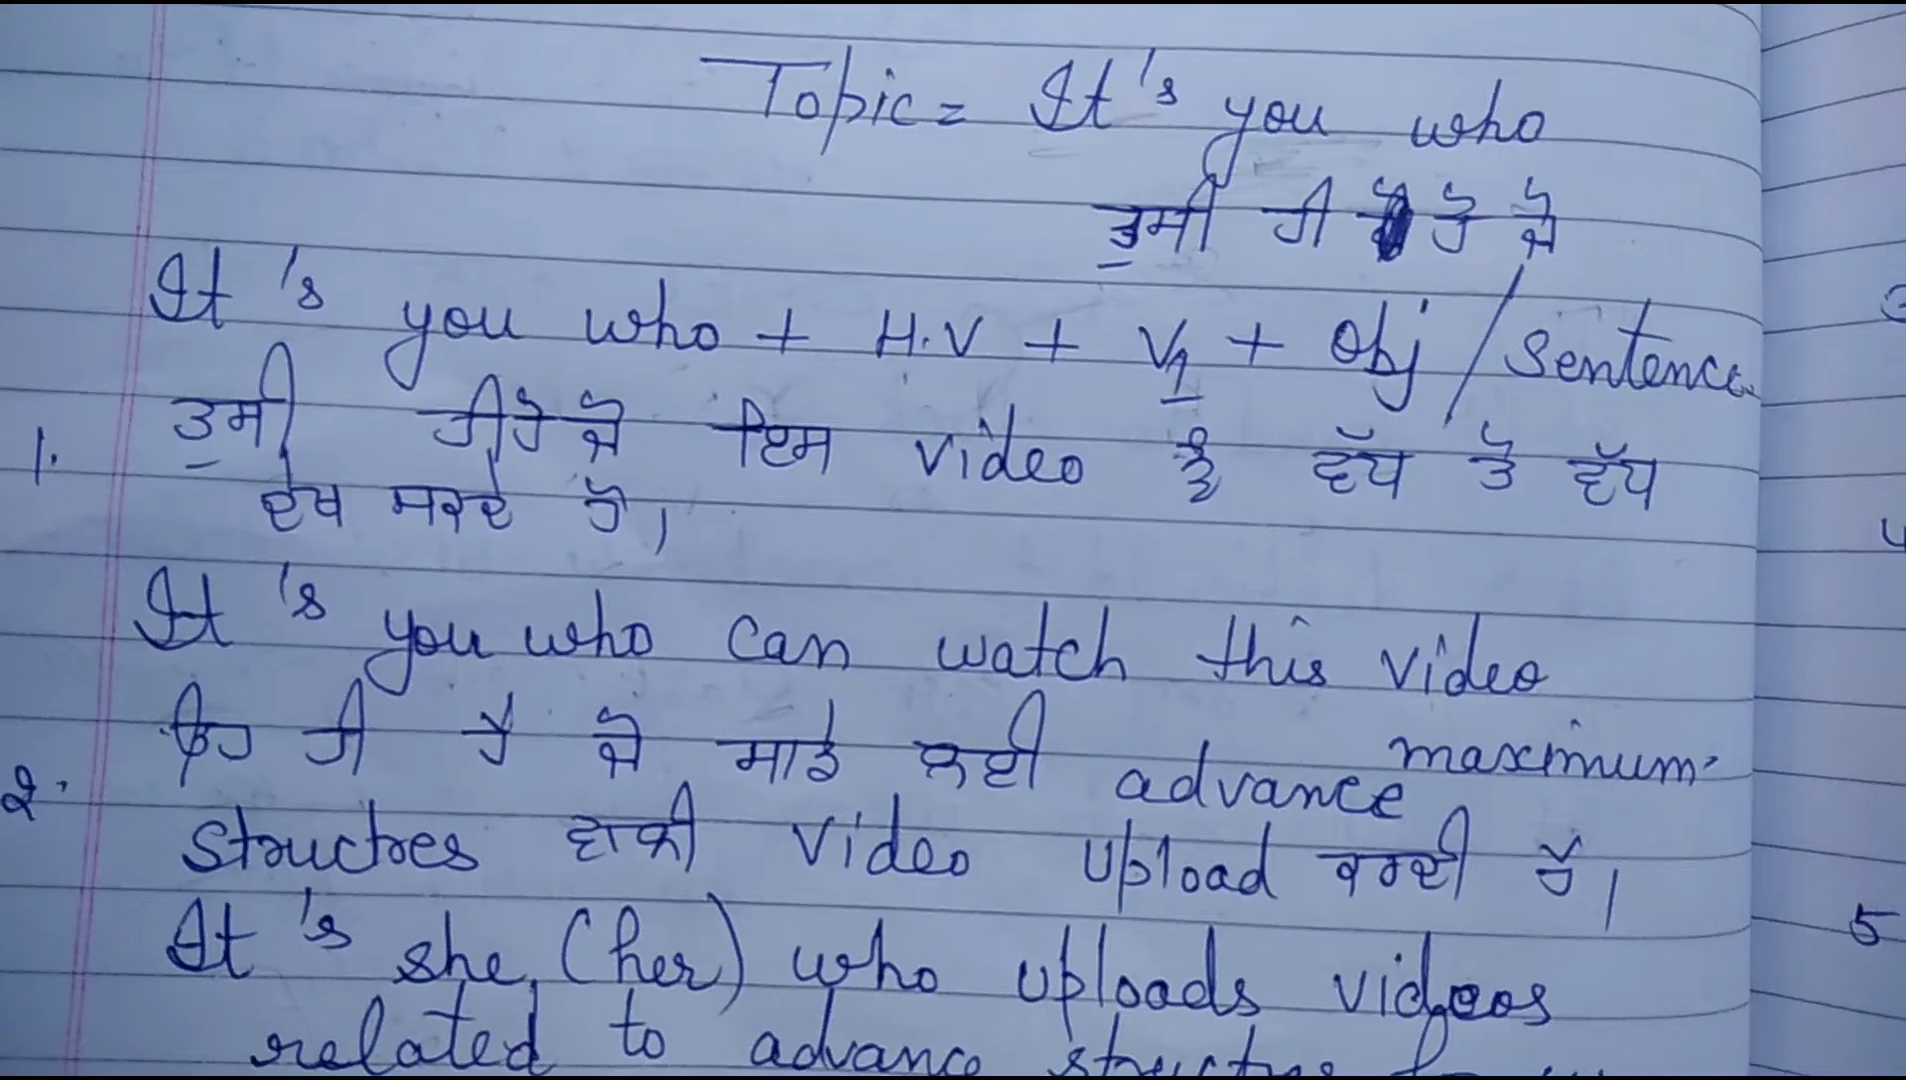 Topic = It's you who
ਤੁਸੀ ਹੀ ਹੋ ਜੋ
It's you who + H.V + V1 + Obj / Sentence
1. ਤੁਸੀ ਹੀ ਹੋ ਜੋ ਇਸ video ਨੂੰ ਵੱਧ ਤੋ ਵੱਧ
ਦੇਖ ਸਕਦੇ ਹੋ,
It's you who can watch this video
maximum.
2. ਉਹ ਹੀ ਹੈ ਜੋ ਸਾਡੇ ਲਈ advance
structres ਵਾਲੀ video upload ਕਰਦੀ ਹੈ,
It's she, (her) who uploads videos
related to advance
5